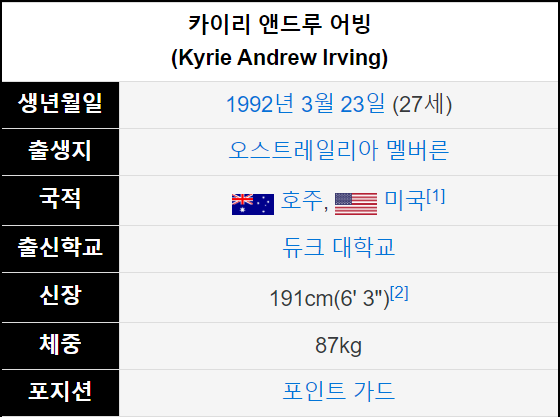 카이리 앤드루 어빙
(Kyrie Andrew Irving)
생년월일 1992년 3월 23일 (27세)
출생지 오스트레일리아 멜버른
국적 호주, 미국[1]
출신학교 듀크 대학교
신장 191cm(6' 3")[2]
체중 87kg
포지션 포인트 가드